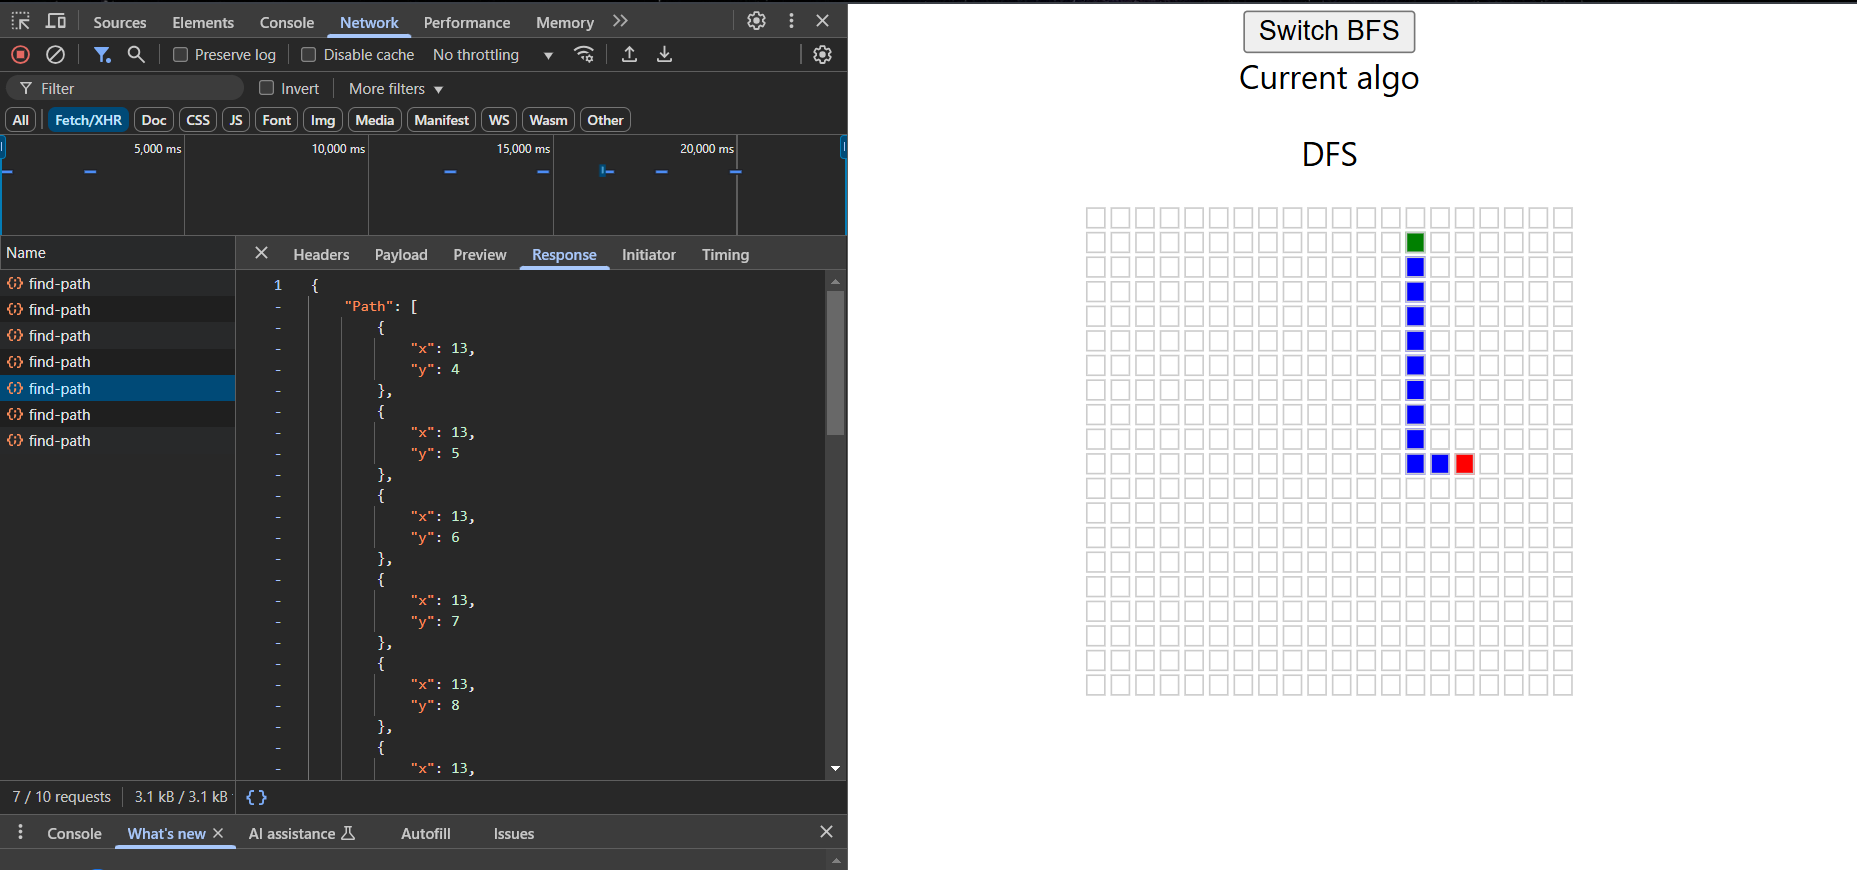 Sources Elements Console Network Performance Memory
Preserve log Disable cache No throttling
Filter Invert More filters
All Fetch/XHR Doc CSS JS Font Img Media Manifest WS Wasm Other
5,000 ms 10,000 ms 15,000 ms 20,000 ms
Name
find-path
find-path
find-path
find-path
find-path
find-path
find-path
Headers Payload Preview Response Initiator Timing
1 {
- "Path": [
- {
- "x": 13,
- "y": 4
- },
- {
- "x": 13,
- "y": 5
- },
- {
- "x": 13,
- "y": 6
- },
- {
- "x": 13,
- "y": 7
- },
- {
- "x": 13,
- "y": 8
- },
- {
- "x": 13,
7 / 10 requests 3.1 kB / 3.1 kB {}
Console What's new AI assistance Autofill Issues
Switch BFS
Current algo
DFS